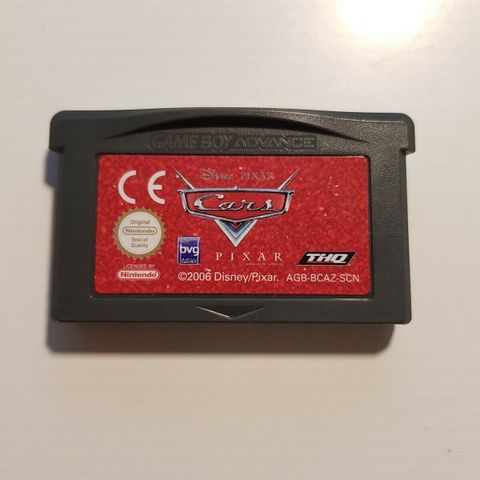 GAME BOY ADVANCE
CE
Disney PIXAR
Cars
Original
Nintendo
Seal of
Quality
LICENSED BY
Nintendo
bvg
PIXAR
THQ
©2006 Disney/Pixar.
AGB-BCAZ-SCN